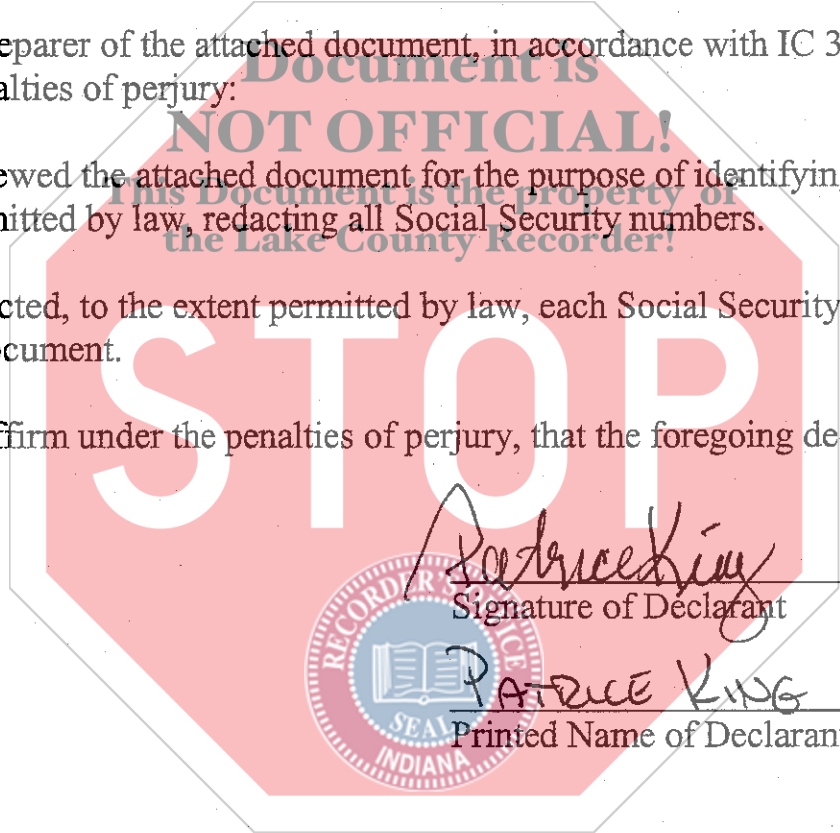 eparer of the attached document, in accordance with IC 3
Document is
alties of perjury:
NOT OFFICIAL!
ewed the attached document for the purpose of identifyin
This Document is the property of
nitted by law, redacting all Social Security numbers.
the Lake County Recorder!
cted, to the extent permitted by law, each Social Security
cument.
STOP
ffirm under the penalties of perjury, that the foregoing de
Patrice King
Signature of Declarant
PATRICE KING
Printed Name of Declarant
RECORDER'S OFFICE
SEAL
INDIANA